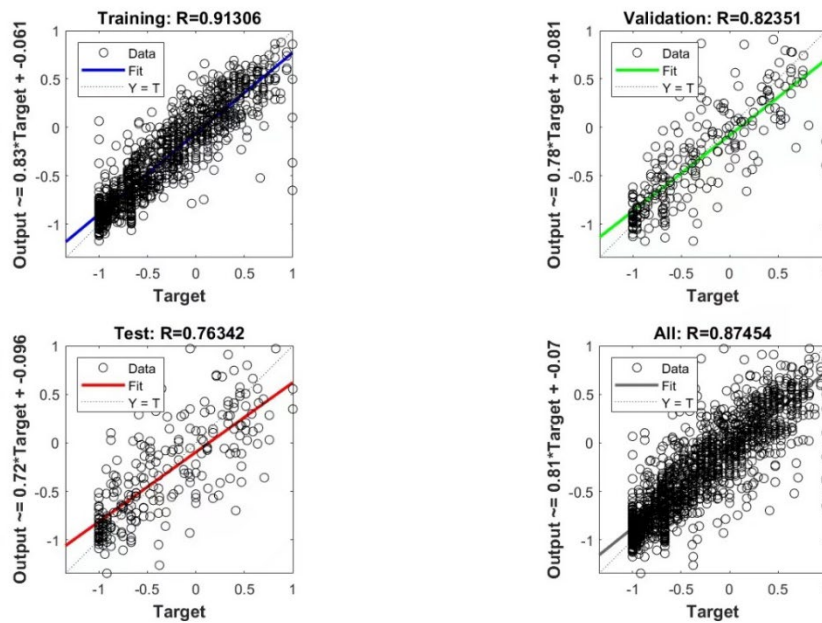 Training: R=0.91306
Output ~= 0.83*Target + -0.061
1
0.5
0
-0.5
-1
Data
Fit
Y = T
-1
-0.5
0
0.5
1
Target
Validation: R=0.82351
Output ~= 0.78*Target + -0.081
1
0.5
0
-0.5
-1
Data
Fit
Y = T
-1
-0.5
0
0.5
Target
Test: R=0.76342
Output ~= 0.72*Target + -0.096
1
0.5
0
-0.5
-1
Data
Fit
Y = T
-1
-0.5
0
0.5
1
Target
All: R=0.87454
Output ~= 0.81*Target + -0.07
1
0.5
0
-0.5
-1
Data
Fit
Y = T
-1
-0.5
0
0.5
Target